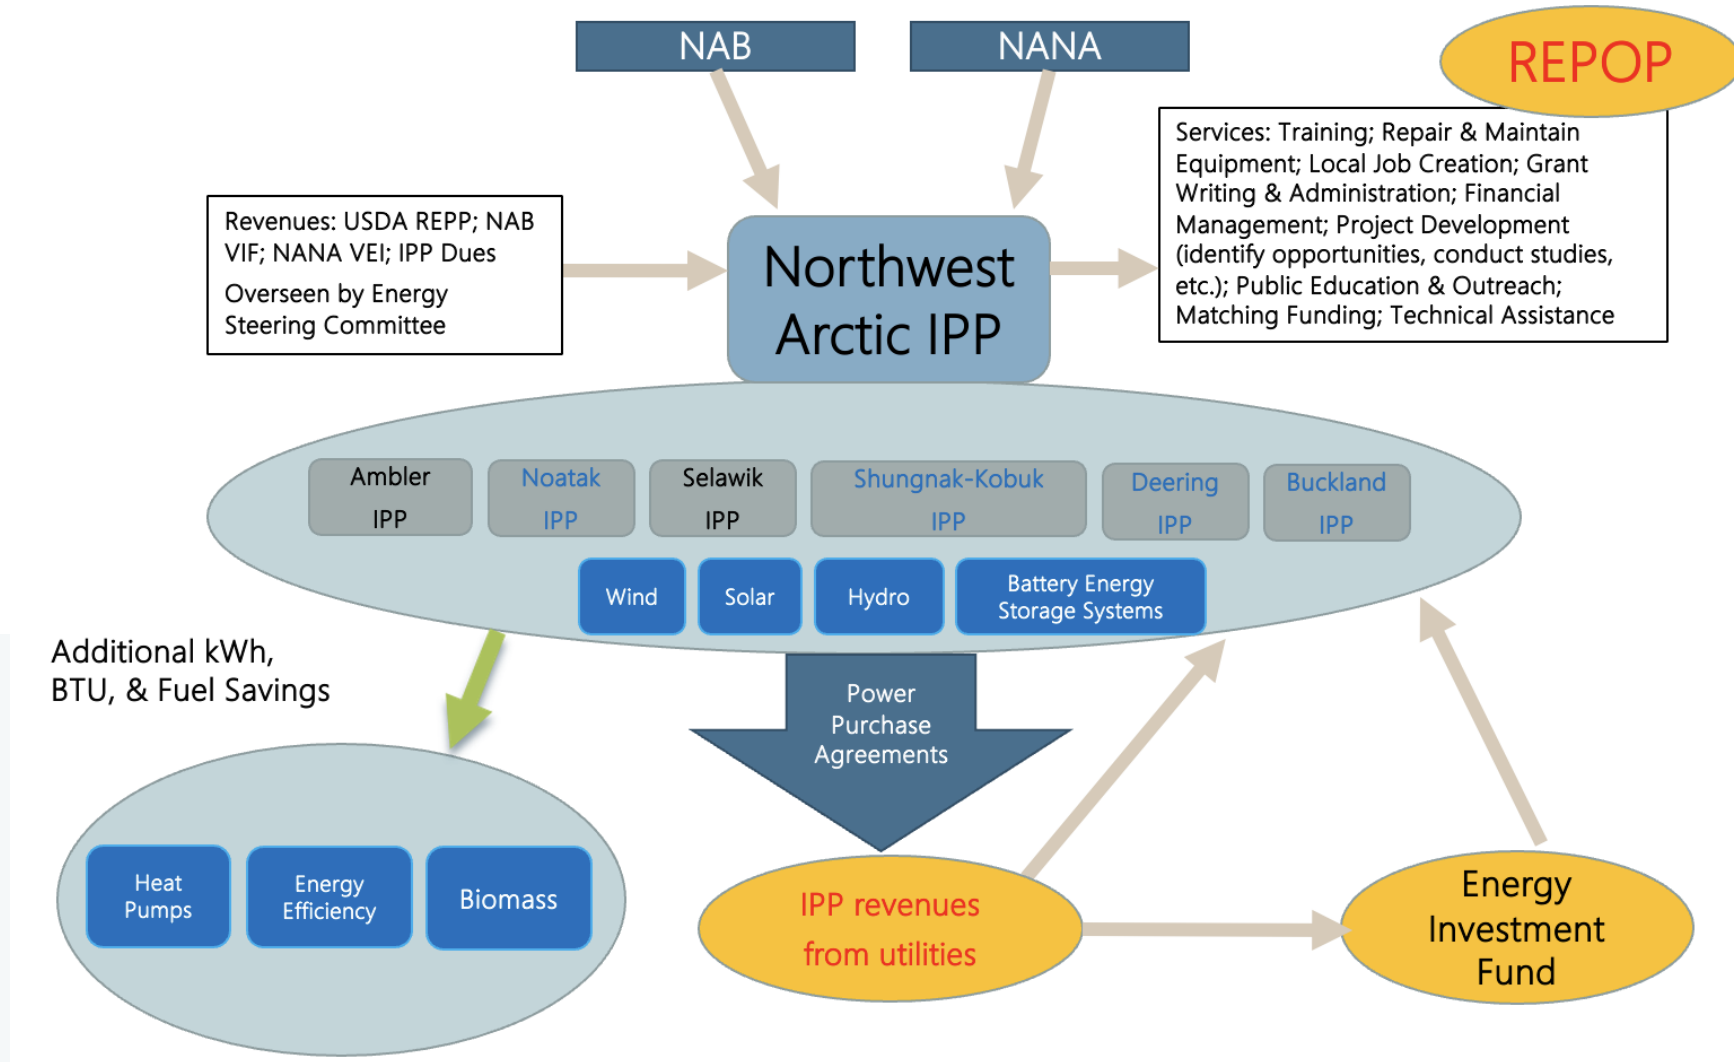 NAB
NANA
REPOP
Services: Training; Repair & Maintain
Equipment; Local Job Creation; Grant
Writing & Administration; Financial
Management; Project Development
(identify opportunities, conduct studies,
etc.); Public Education & Outreach;
Matching Funding; Technical Assistance
Revenues: USDA REPP; NAB
VIF; NANA VEI; IPP Dues
Overseen by Energy
Steering Committee
Northwest
Arctic IPP
Ambler
IPP
Noatak
IPP
Selawik
IPP
Shungnak-Kobuk
IPP
Deering
IPP
Buckland
IPP
Wind
Solar
Hydro
Battery Energy
Storage Systems
Additional kWh,
BTU, & Fuel Savings
Power
Purchase
Agreements
Heat
Pumps
Energy
Efficiency
Biomass
IPP revenues
from utilities
Energy
Investment
Fund